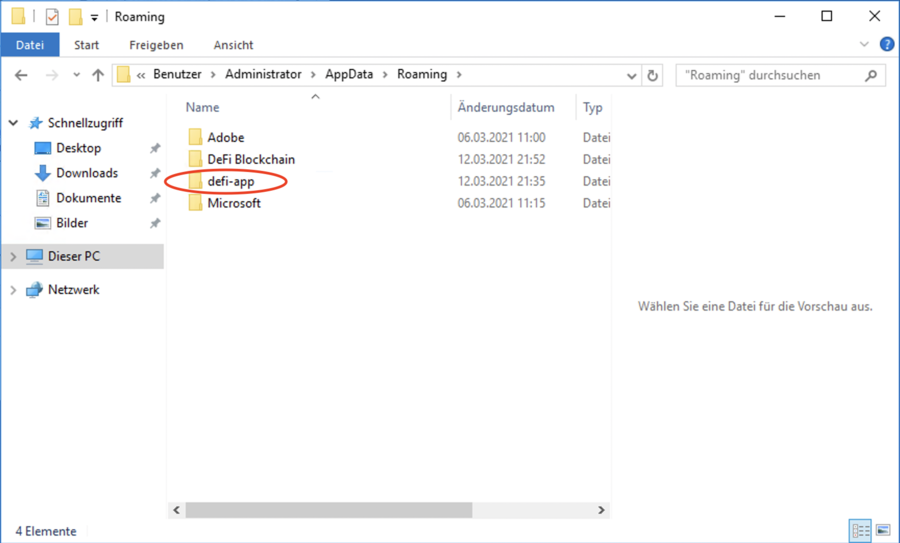 Roaming
Datei Start Freigeben Ansicht
« Benutzer > Administrator > AppData > Roaming > "Roaming" durchsuchen
Name Änderungsdatum Typ
Schnellzugriff
Desktop
Downloads
Dokumente
Bilder
Dieser PC
Netzwerk
Adobe 06.03.2021 11:00 Datei
DeFi Blockchain 12.03.2021 21:52 Datei
defi-app 12.03.2021 21:35 Datei
Microsoft 06.03.2021 11:15 Datei
Wählen Sie eine Datei für die Vorschau aus.
4 Elemente